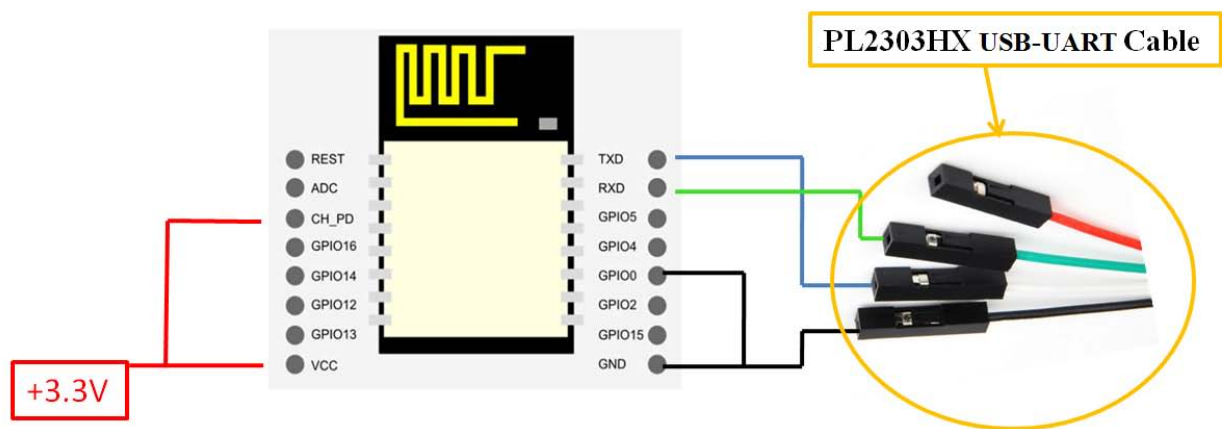 PL2303HX USB-UART Cable
REST
ADC
CH_PD
GPIO16
GPIO14
GPIO12
GPIO13
VCC
TXD
RXD
GPIO5
GPIO4
GPIO0
GPIO2
GPIO15
GND
+3.3V